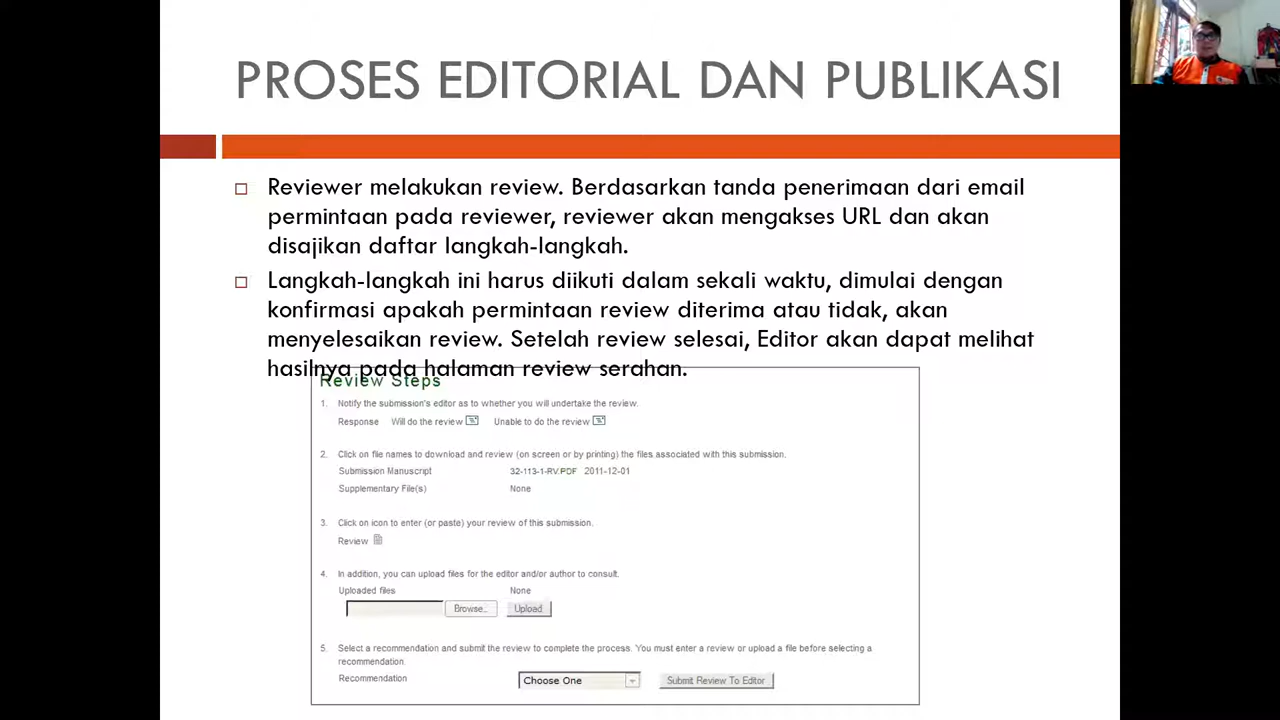 PROSES EDITORIAL DAN PUBLIKASI
Reviewer melakukan review. Berdasarkan tanda penerimaan dari email
permintaan pada reviewer, reviewer akan mengakses URL dan akan
disajikan daftar langkah-langkah.
Langkah-langkah ini harus diikuti dalam sekali waktu, dimulai dengan
konfirmasi apakah permintaan review diterima atau tidak, akan
menyelesaikan review. Setelah review selesai, Editor akan dapat melihat
hasilnya pada halaman review serahan.
Review Steps
1. Notify the submission's editor as to whether you will undertake the review.
Response Will do the review Unable to do the review
2. Click on file names to download and review (on screen or by printing) the files associated with this submission.
Submission Manuscript 32-113-1-RV.PDF 2011-12-01
Supplementary File(s) None
3. Click on icon to enter (or paste) your review of this submission.
Review
4. In addition, you can upload files for the editor and/or author to consult.
Uploaded files None
Browse... Upload
5. Select a recommendation and submit the review to complete the process. You must enter a review or upload a file before selecting a
recommendation.
Recommendation Choose One Submit Review To Editor